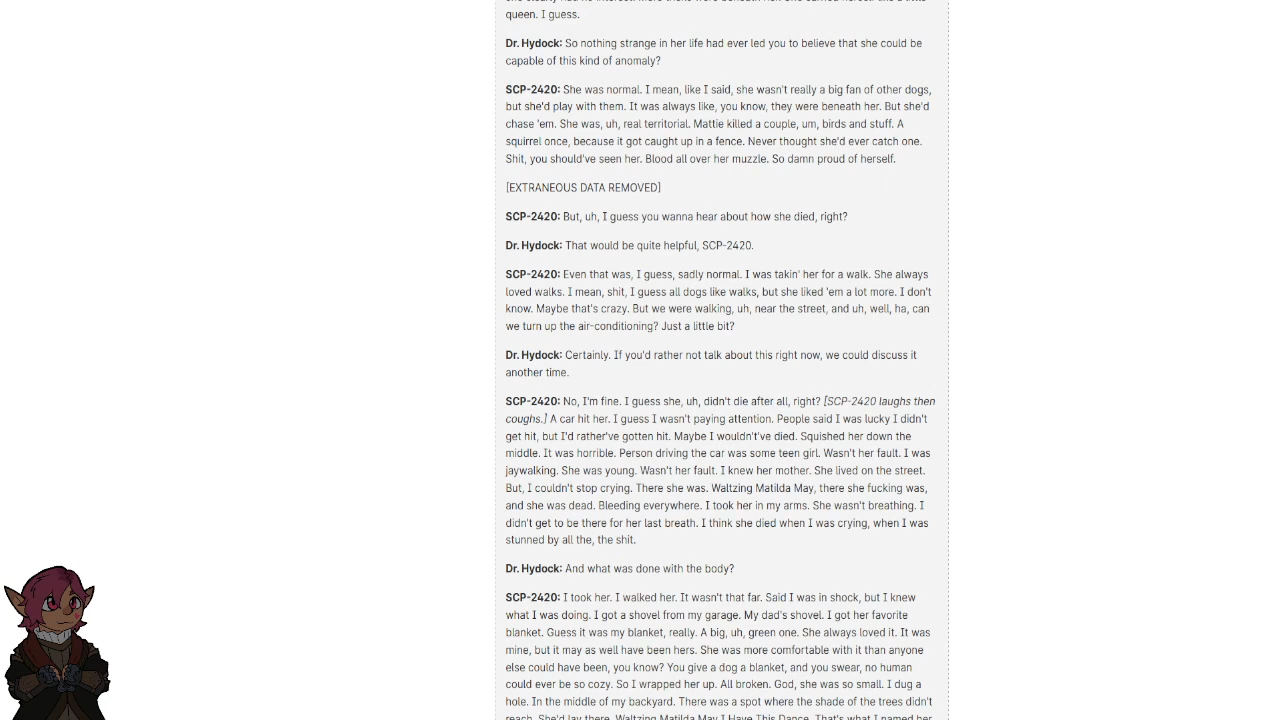 queen. I guess.
Dr. Hydock: So nothing strange in her life had ever led you to believe that she could be
capable of this kind of anomaly?
SCP-2420: She was normal. I mean, like I said, she wasn't really a big fan of other dogs,
but she'd play with them. It was always like, you know, they were beneath her. But she'd
chase 'em. She was, uh, real territorial. Mattie killed a couple, um, birds and stuff. A
squirrel once, because it got caught up in a fence. Never thought she'd ever catch one.
Shit, you should've seen her. Blood all over her muzzle. So damn proud of herself.
[EXTRANEOUS DATA REMOVED]
SCP-2420: But, uh, I guess you wanna hear about how she died, right?
Dr. Hydock: That would be quite helpful, SCP-2420.
SCP-2420: Even that was, I guess, sadly normal. I was takin' her for a walk. She always
loved walks. I mean, shit, I guess all dogs like walks, but she liked 'em a lot more. I don't
know. Maybe that's crazy. But we were walking, uh, near the street, and uh, well, ha, can
we turn up the air-conditioning? Just a little bit?
Dr. Hydock: Certainly. If you'd rather not talk about this right now, we could discuss it
another time.
SCP-2420: No, I'm fine. I guess she, uh, didn't die after all, right? [SCP-2420 laughs then
coughs.] A car hit her. I guess I wasn't paying attention. People said I was lucky I didn't
get hit, but I'd rather've gotten hit. Maybe I wouldn't've died. Squished her down the
middle. It was horrible. Person driving the car was some teen girl. Wasn't her fault. I was
jaywalking. She was young. Wasn't her fault. I knew her mother. She lived on the street.
But, I couldn't stop crying. There she was. Waltzing Matilda May, there she fucking was,
and she was dead. Bleeding everywhere. I took her in my arms. She wasn't breathing. I
didn't get to be there for her last breath. I think she died when I was crying, when I was
stunned by all the, the shit.
Dr. Hydock: And what was done with the body?
SCP-2420: I took her. I walked her. It wasn't that far. Said I was in shock, but I knew
what I was doing. I got a shovel from my garage. My dad's shovel. I got her favorite
blanket. Guess it was my blanket, really. A big, uh, green one. She always loved it. It was
mine, but it may as well have been hers. She was more comfortable with it than anyone
else could have been, you know? You give a dog a blanket, and you swear, no human
could ever be so cozy. So I wrapped her up. All broken. God, she was so small. I dug a
hole. In the middle of my backyard. There was a spot where the shade of the trees didn't
reach. She'd lay there. Waltzing Matilda May I Have This Dance. That's what I named her